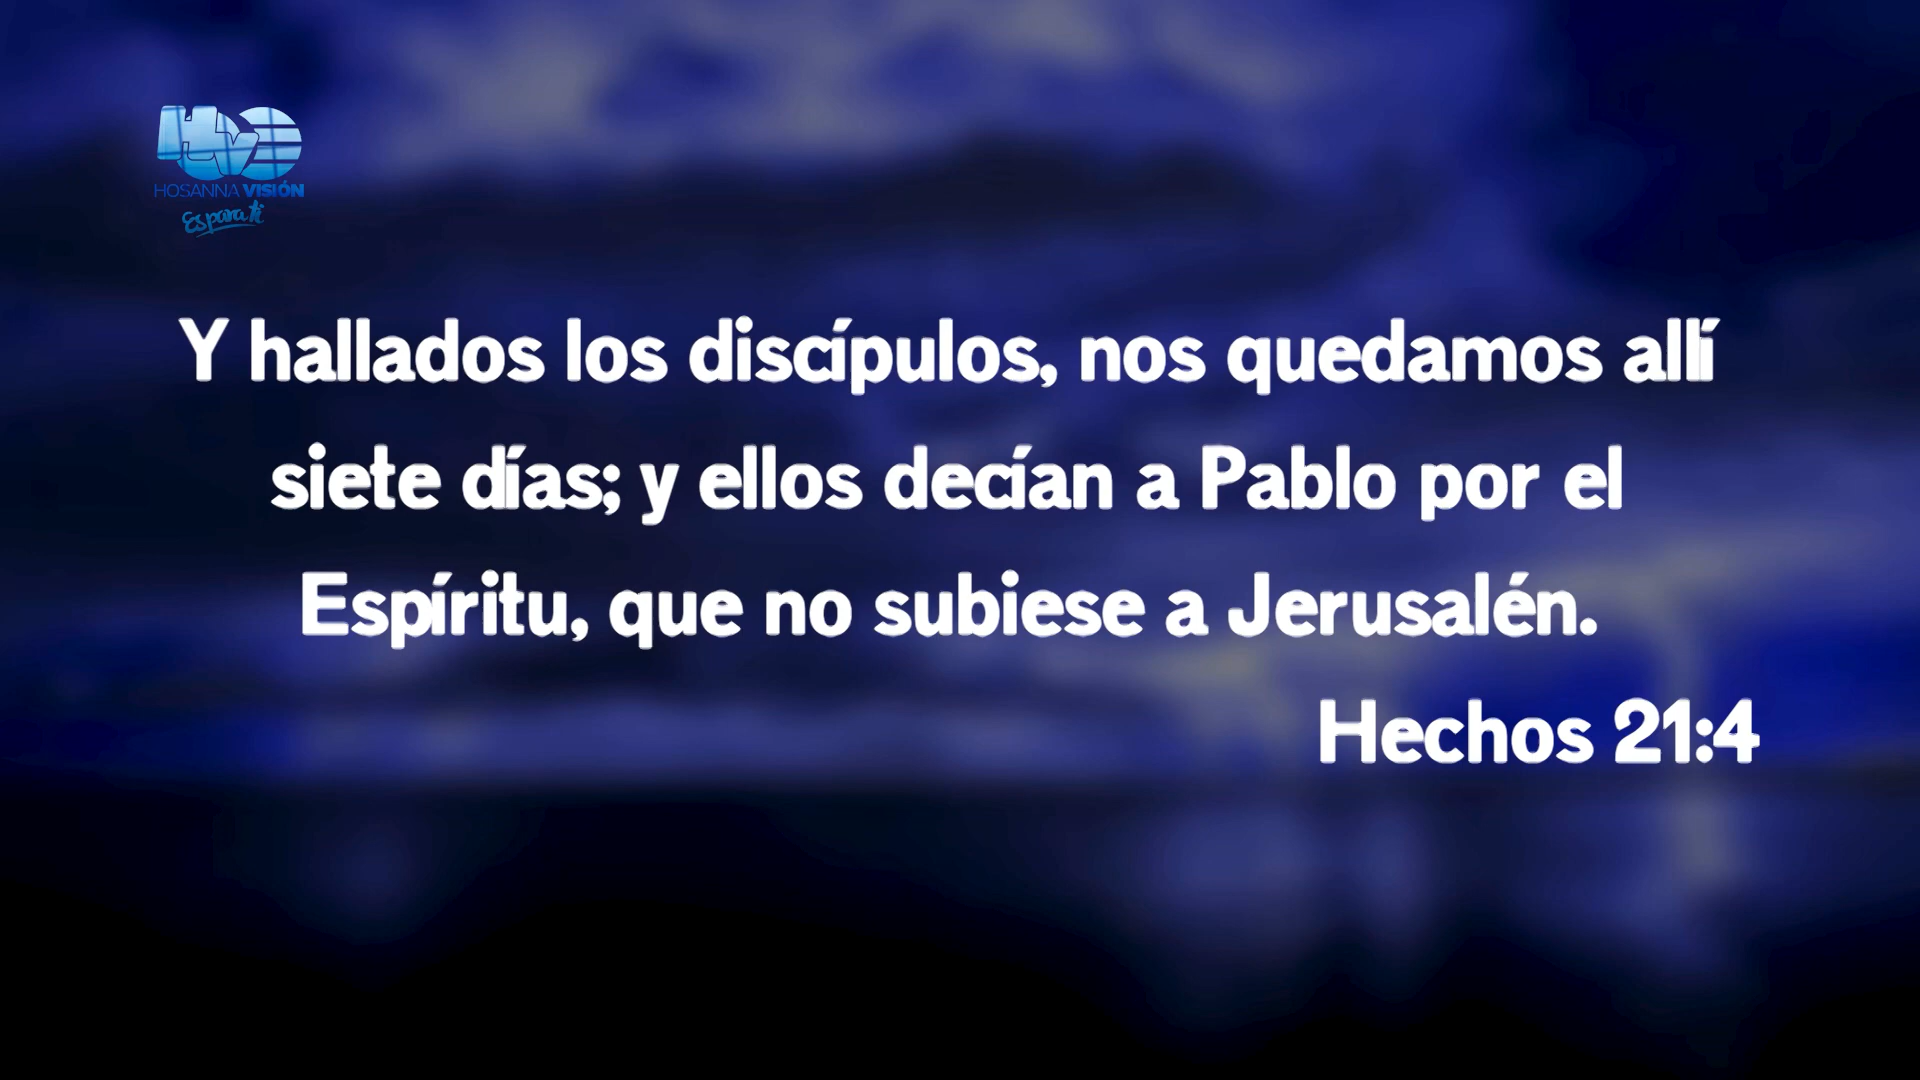 HV
HOSANNA VISIÓN
Es para ti
Y hallados los discípulos, nos quedamos allí
siete días; y ellos decían a Pablo por el
Espíritu, que no subiese a Jerusalén.
Hechos 21:4